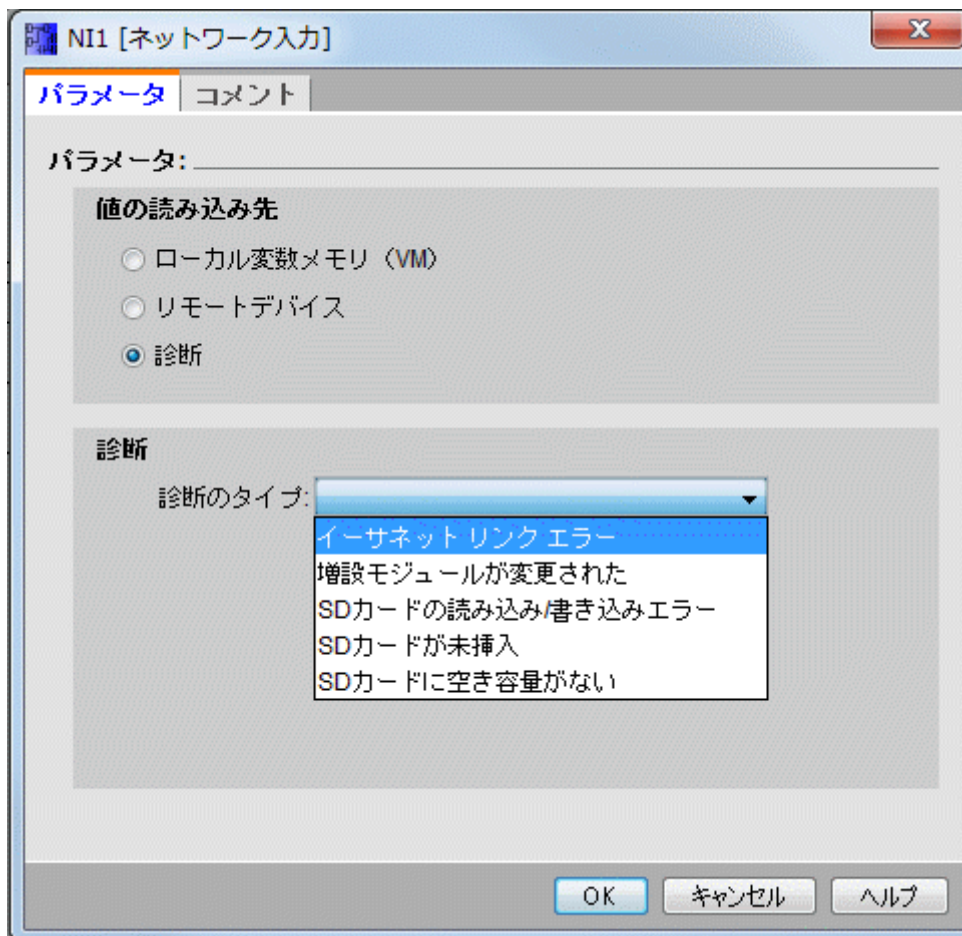 NI1 [ネットワーク入力]
パラメータ コメント
パラメータ:
値の読み込み先
ローカル変数メモリ（VM）
リモートデバイス
診断
診断
診断のタイプ:
イーサネット リンク エラー
増設モジュールが変更された
SDカードの読み込み/書き込みエラー
SDカードが未挿入
SDカードに空き容量がない
OK キャンセル ヘルプ